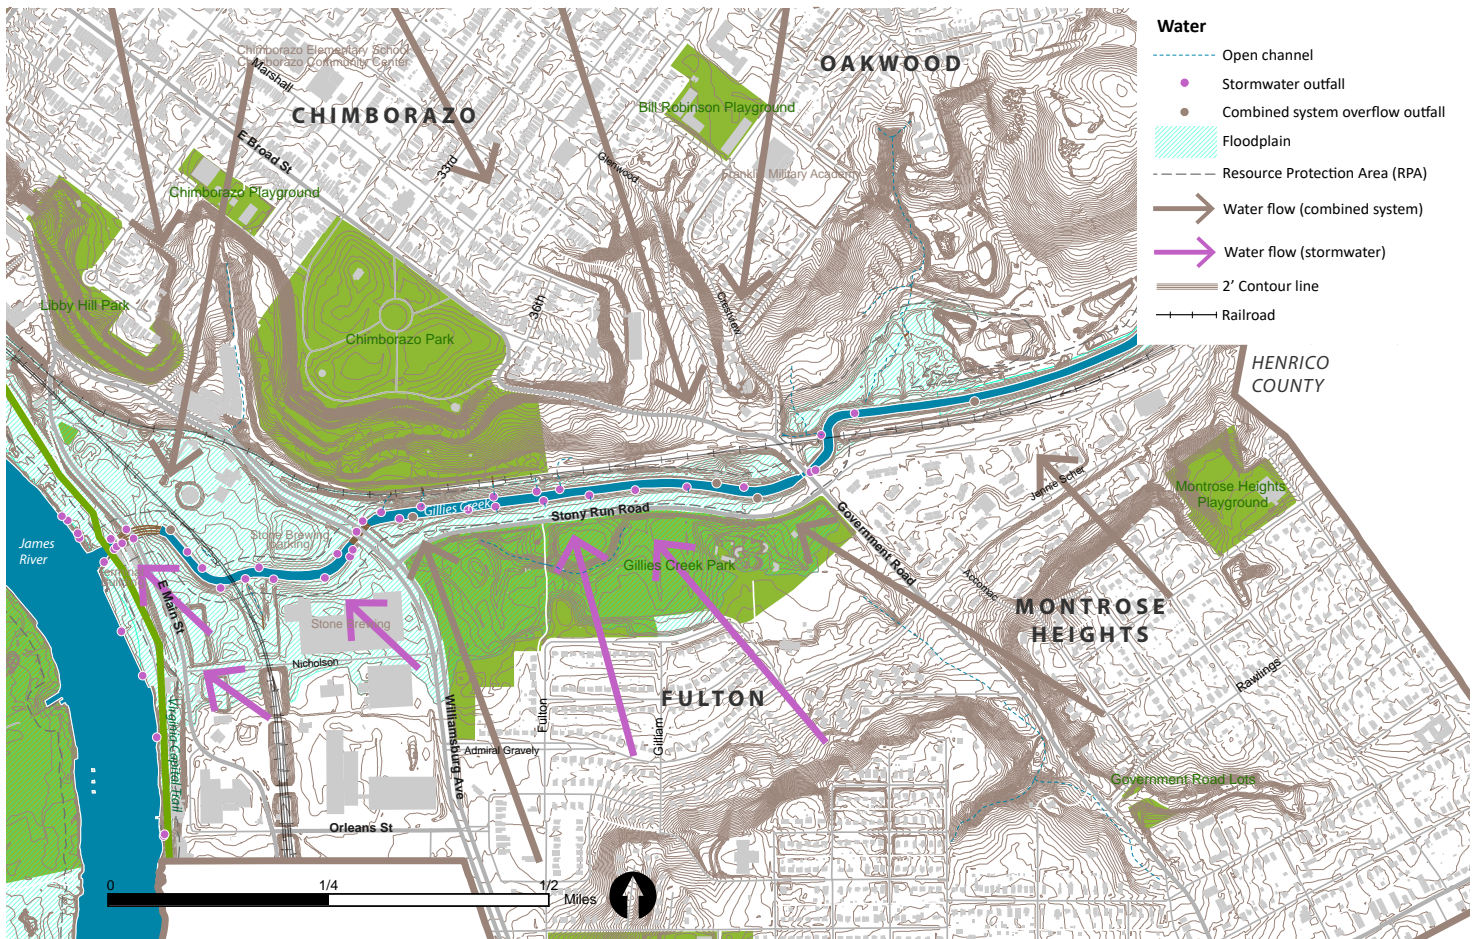 Water
Open channel
Stormwater outfall
Combined system overflow outfall
Floodplain
Resource Protection Area (RPA)
Water flow (combined system)
Water flow (stormwater)
2' Contour line
Railroad
HENRICO
COUNTY
OAKWOOD
Chimborazo Elementary School
Chimborazo Community Center
Marshall
CHIMBORAZO
E Broad St
33rd
Bill Robinson Playground
Glenwood
Franklin Military Academy
Chimborazo Playground
Libby Hill Park
36th
Crestview
Chimborazo Park
Jennie Scher
Montrose Heights
Playground
Gillies Creek
Stony Run Road
Government Road
Stone Brewing
(parking)
James
River
Gillies Creek Park
Accomac
E Main St
MONTROSE
HEIGHTS
Stone Brewing
Nicholson
Rawlings
FULTON
Fulton
Gilliam
Virginia Capital Trail
Williamsburg Ave
Admiral Gravely
Government Road Lots
Orleans St
0
1/4
1/2
Miles